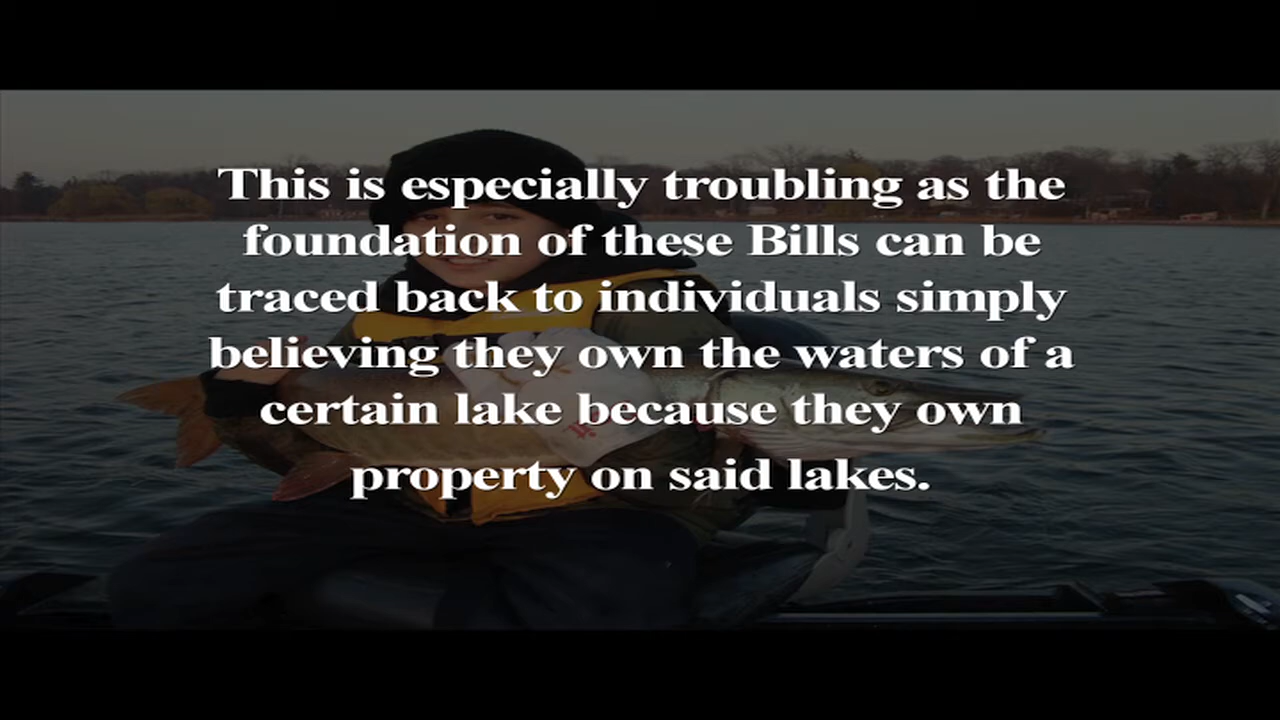 This is especially troubling as the
foundation of these Bills can be
traced back to individuals simply
believing they own the waters of a
certain lake because they own
property on said lakes.